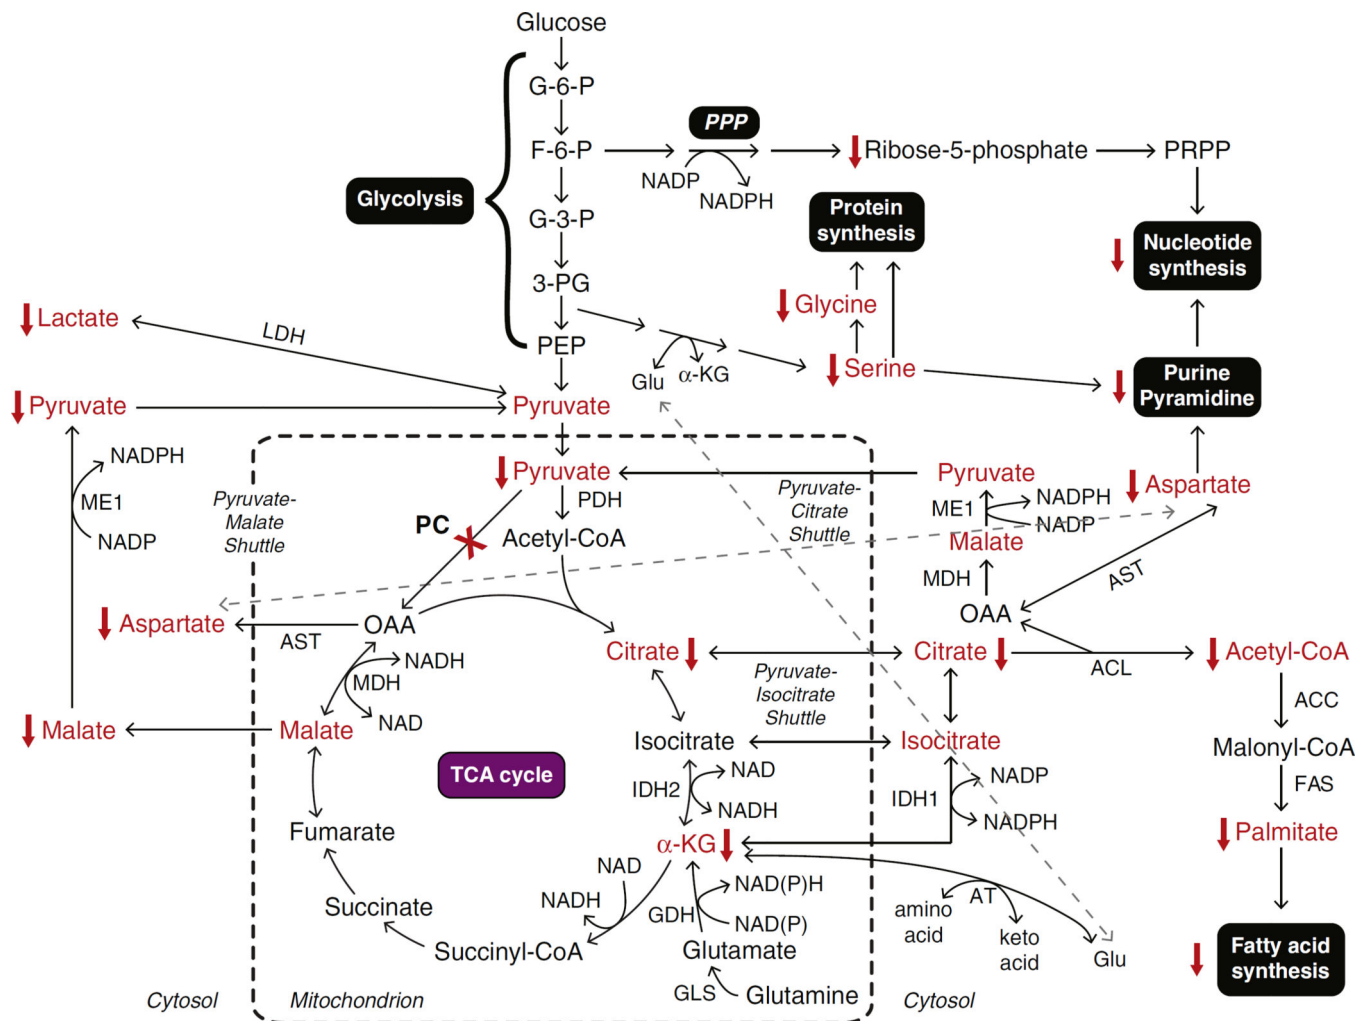 Glucose
G-6-P
PPP
F-6-P
Ribose-5-phosphate
PRPP
NADP
NADPH
Glycolysis
Protein
synthesis
G-3-P
Nucleotide
synthesis
3-PG
Glycine
Lactate
LDH
PEP
Glu
α-KG
Serine
Purine
Pyramidine
Pyruvate
Pyruvate
NADPH
ME1
NADP
Pyruvate-
Malate
Shuttle
Pyruvate
PDH
PC
Acetyl-CoA
Pyruvate-
Citrate
Shuttle
Pyruvate
ME1
NADPH
NADP
Malate
MDH
Aspartate
AST
OAA
Aspartate
AST
OAA
NADH
MDH
NAD
Citrate
Pyruvate-
Isocitrate
Shuttle
Citrate
ACL
Acetyl-CoA
ACC
Malate
Malate
TCA cycle
Isocitrate
Isocitrate
Malonyl-CoA
FAS
IDH2
NAD
NADH
IDH1
NADP
NADPH
Fumarate
α-KG
Palmitate
Succinate
NAD
NADH
GDH
NAD(P)H
NAD(P)
amino
acid
AT
keto
acid
Glu
Succinyl-CoA
Glutamate
Fatty acid
synthesis
GLS
Glutamine
Cytosol
Mitochondrion
Cytosol